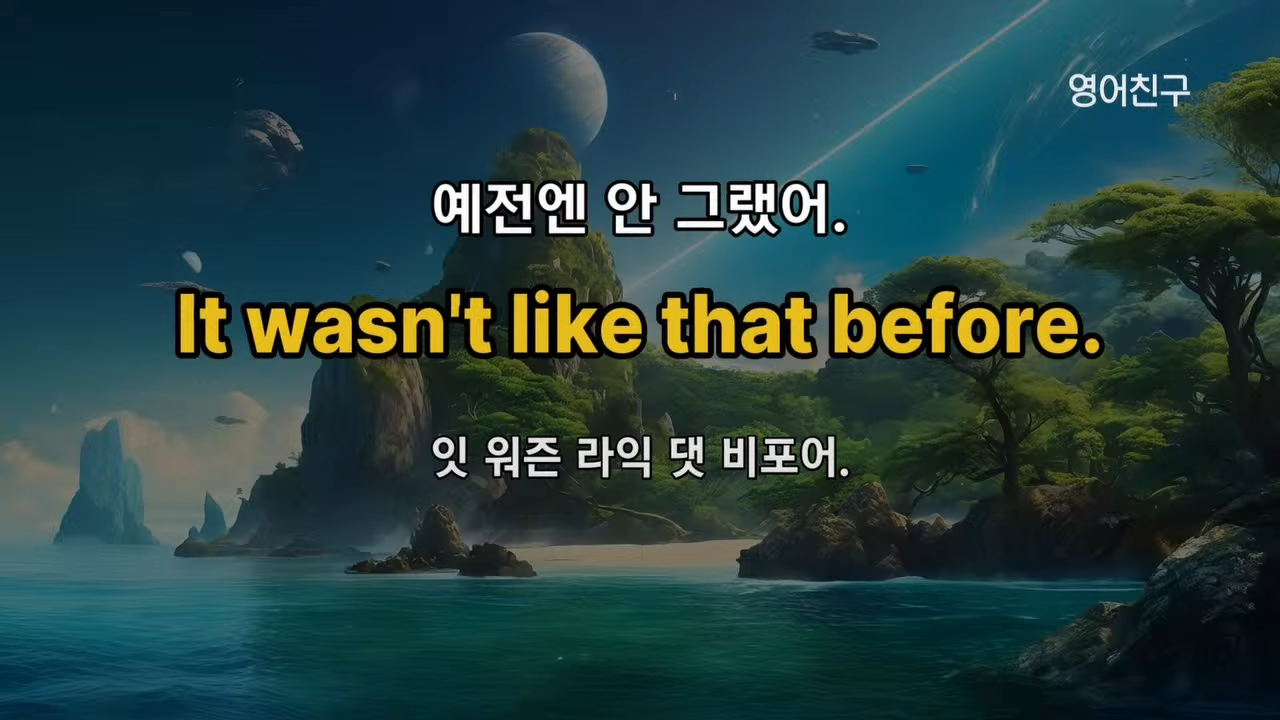 영어친구
예전엔 안 그랬어.
It wasn't like that before.
잇 워즌 라익 댓 비포어.